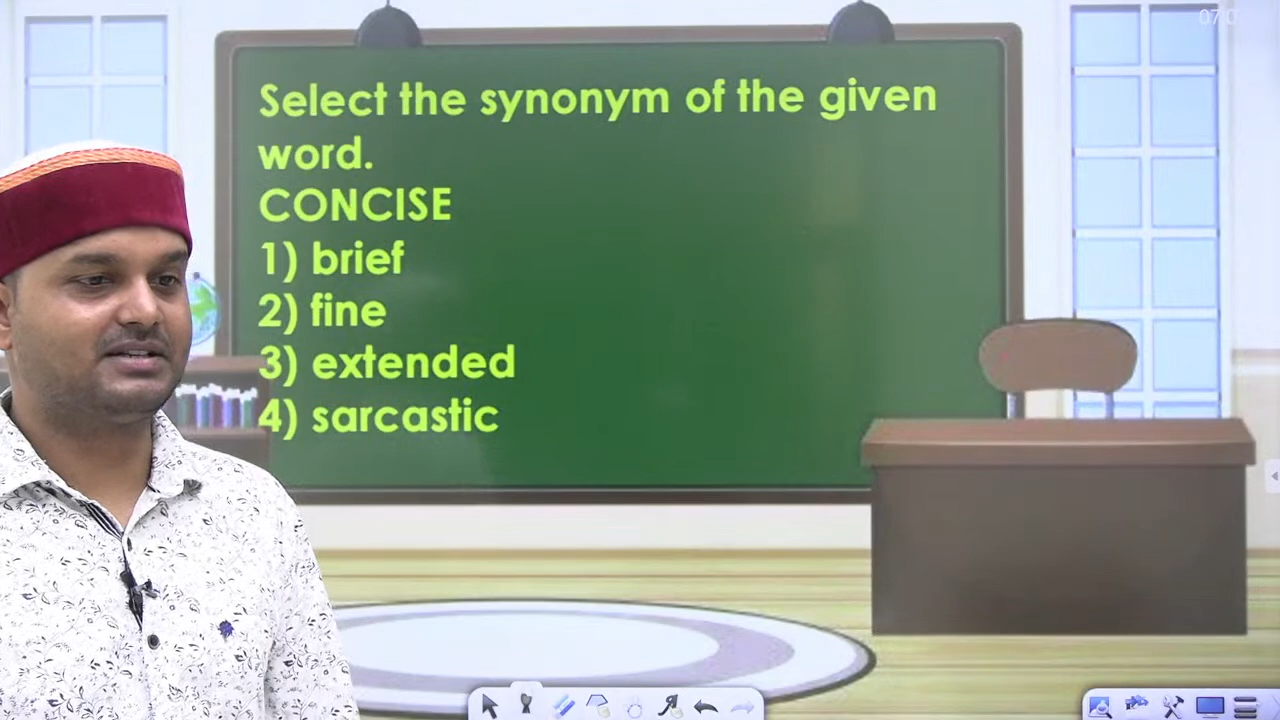 Select the synonym of the given
word.
CONCISE
1) brief
2) fine
3) extended
4) sarcastic